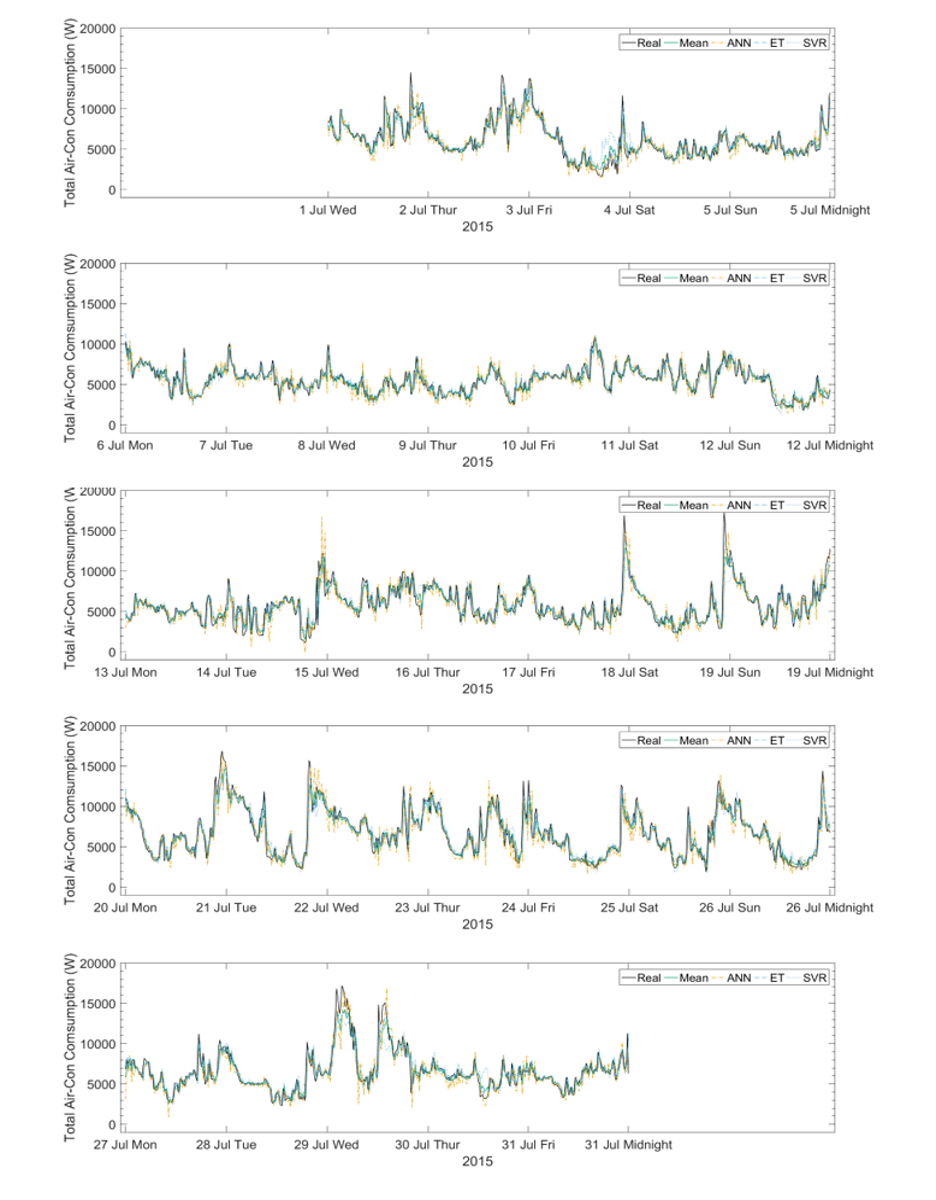 Total Air-Con Comsumption (W)
20000
15000
10000
5000
0
Real Mean ANN ET SVR
1 Jul Wed 2 Jul Thur 3 Jul Fri 4 Jul Sat 5 Jul Sun 5 Jul Midnight
2015
Total Air-Con Comsumption (W)
20000
15000
10000
5000
0
Real Mean ANN ET SVR
6 Jul Mon 7 Jul Tue 8 Jul Wed 9 Jul Thur 10 Jul Fri 11 Jul Sat 12 Jul Sun 12 Jul Midnight
2015
Total Air-Con Comsumption (W
20000
15000
10000
5000
0
Real Mean ANN ET SVR
13 Jul Mon 14 Jul Tue 15 Jul Wed 16 Jul Thur 17 Jul Fri 18 Jul Sat 19 Jul Sun 19 Jul Midnight
2015
Total Air-Con Comsumption (W)
20000
15000
10000
5000
0
Real Mean ANN ET SVR
20 Jul Mon 21 Jul Tue 22 Jul Wed 23 Jul Thur 24 Jul Fri 25 Jul Sat 26 Jul Sun 26 Jul Midnight
2015
Total Air-Con Comsumption (W)
20000
15000
10000
5000
0
Real Mean ANN ET SVR
27 Jul Mon 28 Jul Tue 29 Jul Wed 30 Jul Thur 31 Jul Fri 31 Jul Midnight
2015